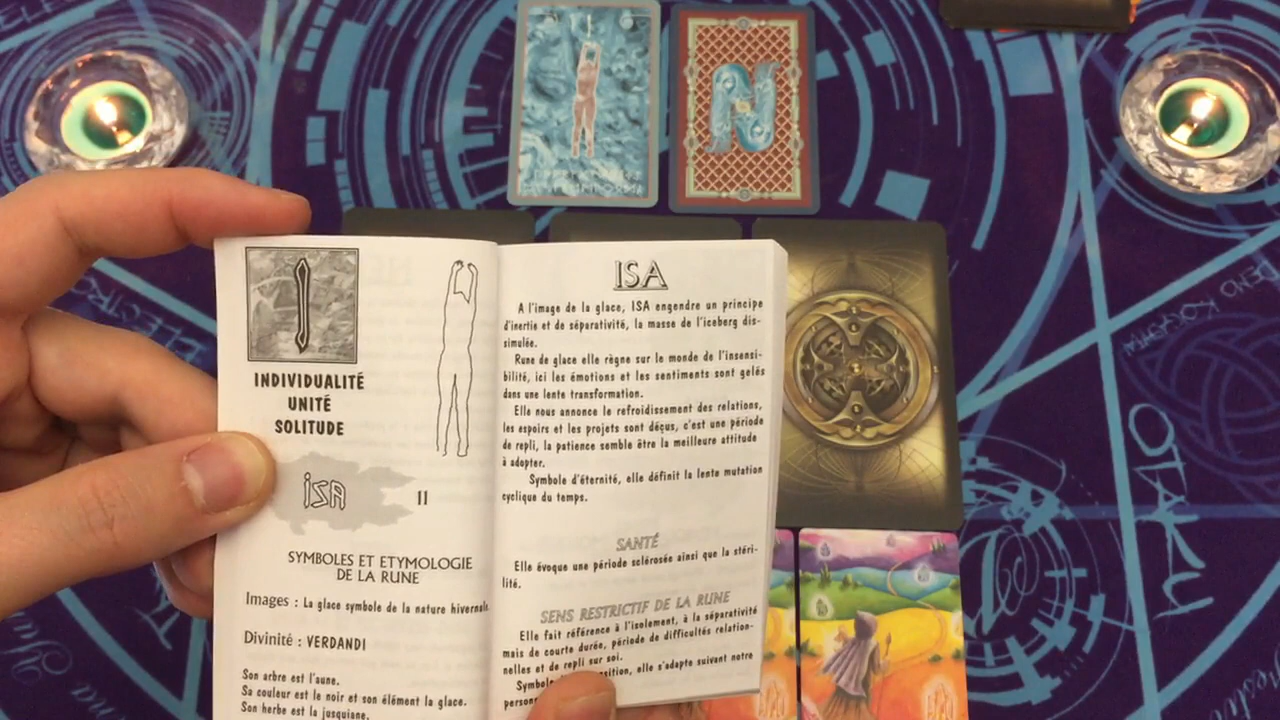 INDIVIDUALITÉ
UNITÉ
SOLITUDE
ISA
11
SYMBOLES ET ETYMOLOGIE
DE LA RUNE
Images : La glace symbole de la nature hivernale
Divinité : VERDANDI
Son arbre est l'aune.
Sa couleur est le noir et son élément la glace.
Son herbe est la jusquiane.
ISA
A l'image de la glace, ISA engendre un principe
d'inertie et de séparativité, la masse de l'iceberg dis-
simulée.
Rune de glace elle règne sur le monde de l'insensi-
bilité, ici les émotions et les sentiments sont gelés
dans une lente transformation.
Elle nous annonce le refroidissement des relations,
les espoirs et les projets sont déçus, c'est une période
de repli, la patience semble être la meilleure attitude
à adopter.
Symbole d'éternité, elle définit la lente mutation
cyclique du temps.
SANTÉ
Elle évoque une période sclérosée ainsi que la stéri-
lité.
SENS RESTRICTIF DE LA RUNE
Elle fait référence à l'isolement, à la séparativité
mais de courte durée, période de difficultés relation-
nelles et de repli sur soi.
elle s'adapte suivant notre
OTAKU
ELECTRO